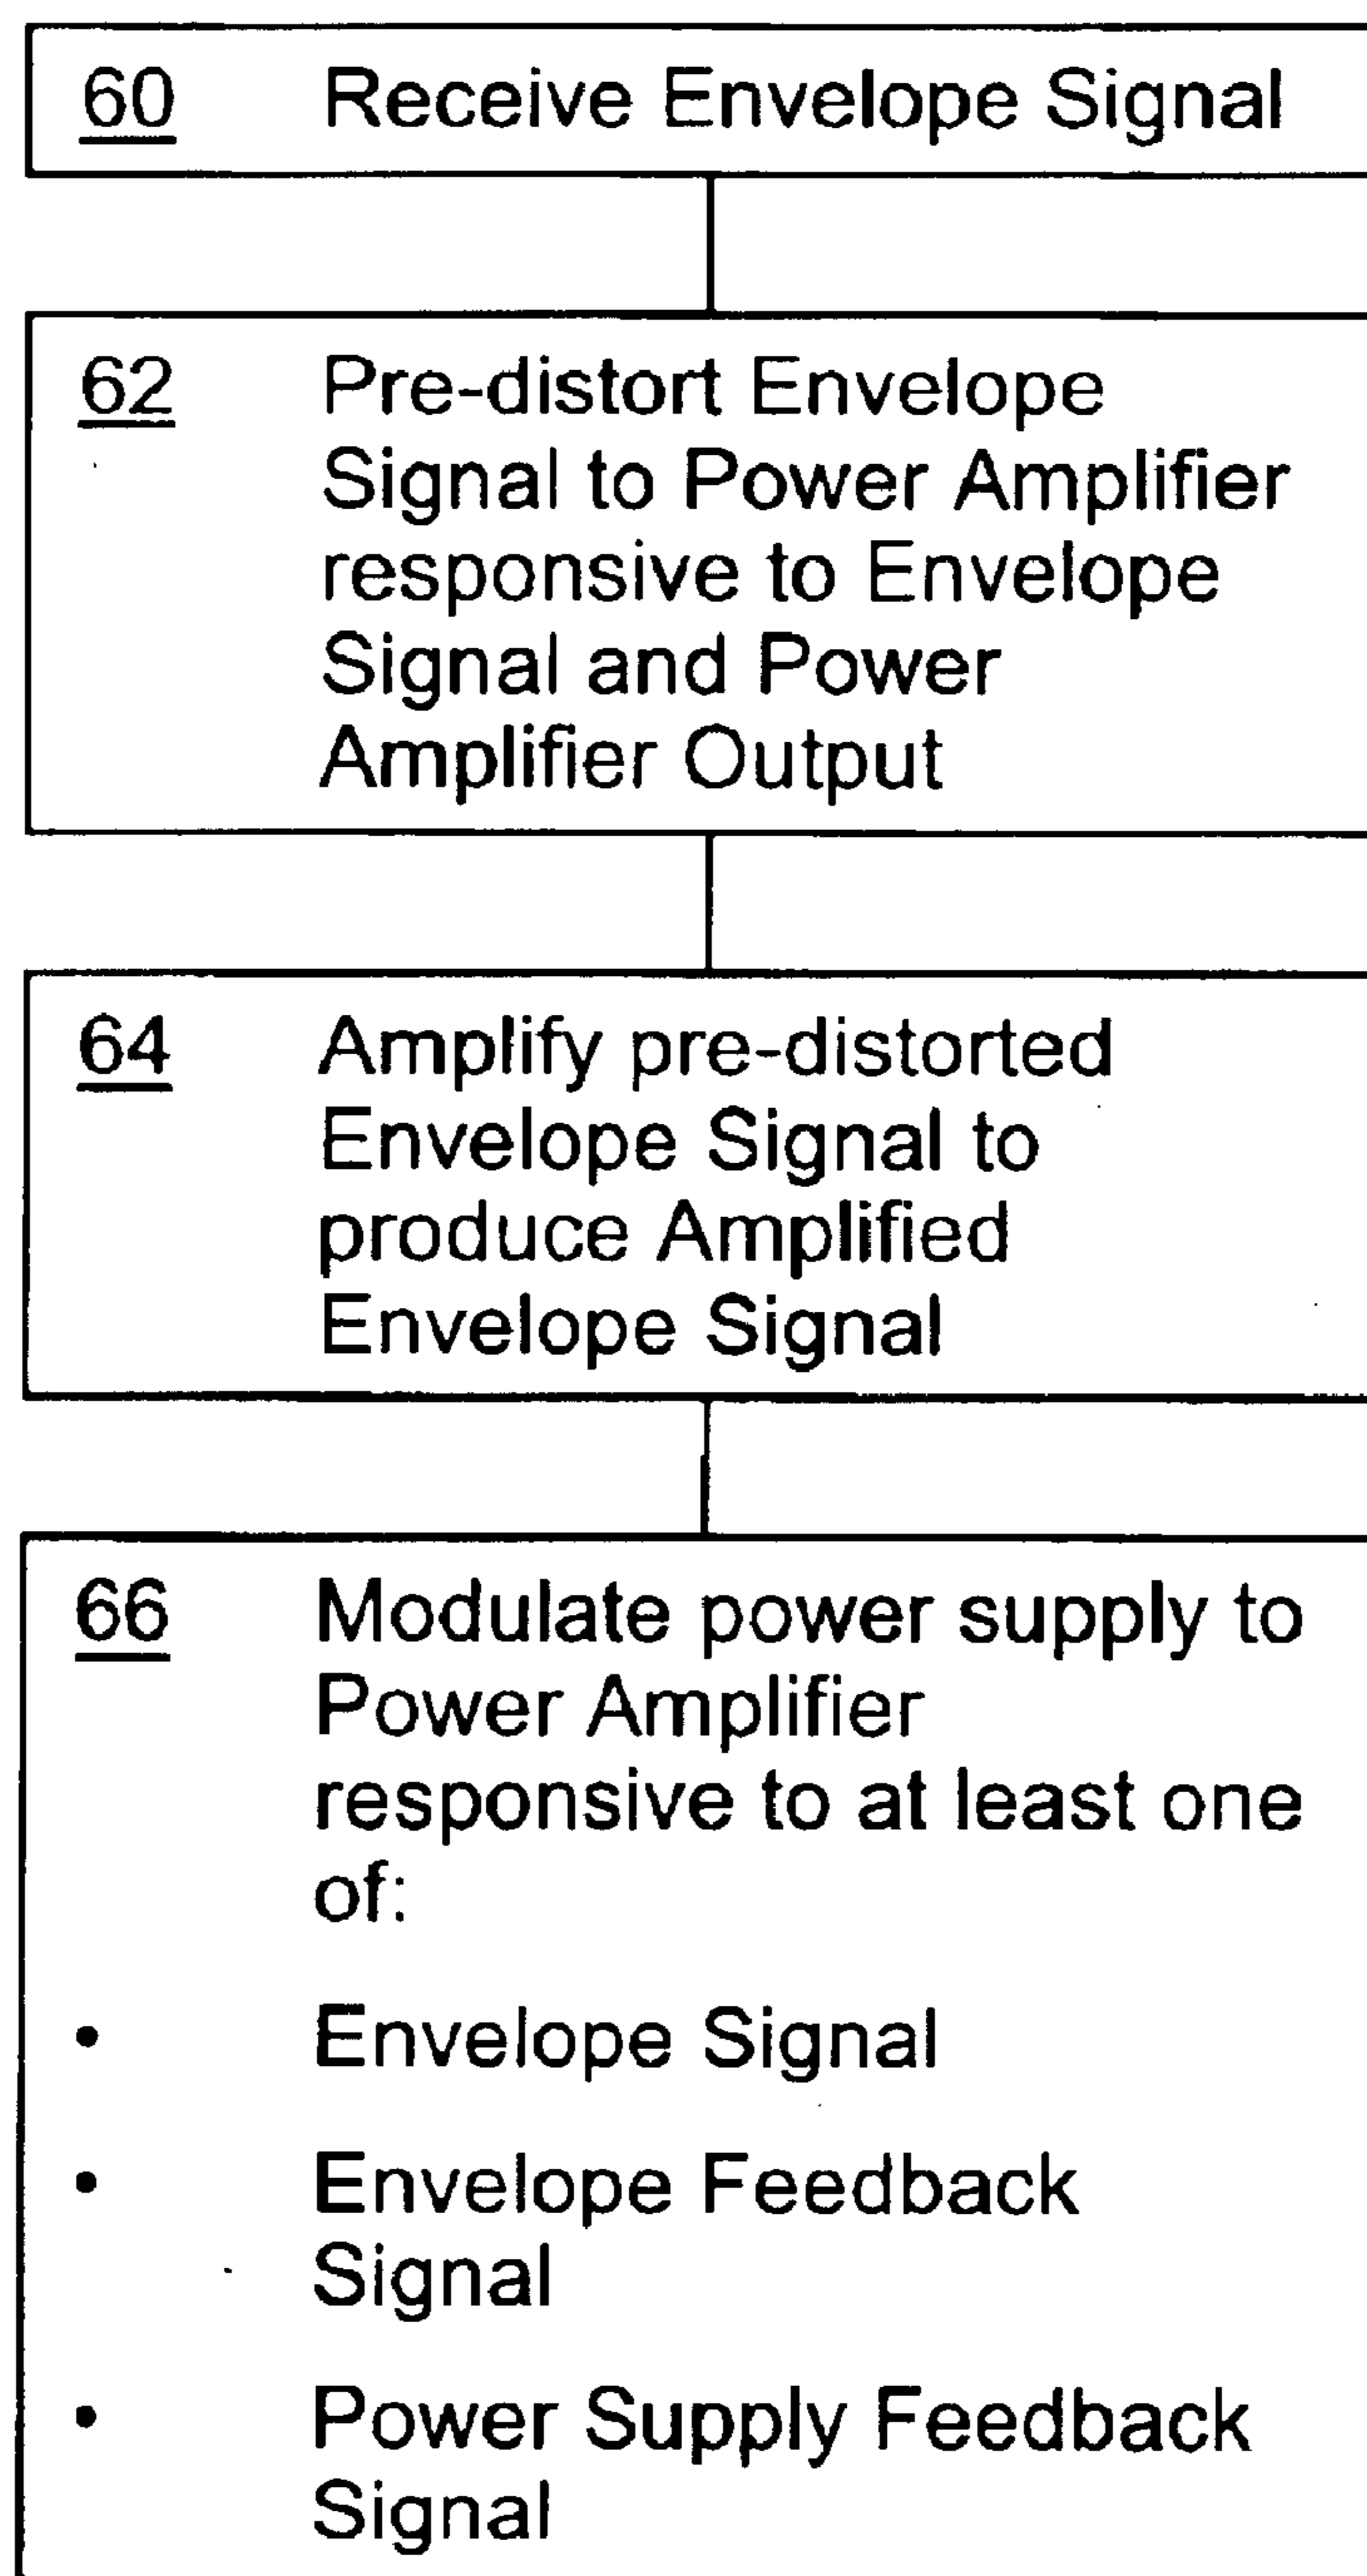 60 Receive Envelope Signal
62 Pre-distort Envelope
Signal to Power Amplifier
responsive to Envelope
Signal and Power
Amplifier Output
64 Amplify pre-distorted
Envelope Signal to
produce Amplified
Envelope Signal
66 Modulate power supply to
Power Amplifier
responsive to at least one
of:
• Envelope Signal
• Envelope Feedback
Signal
• Power Supply Feedback
Signal